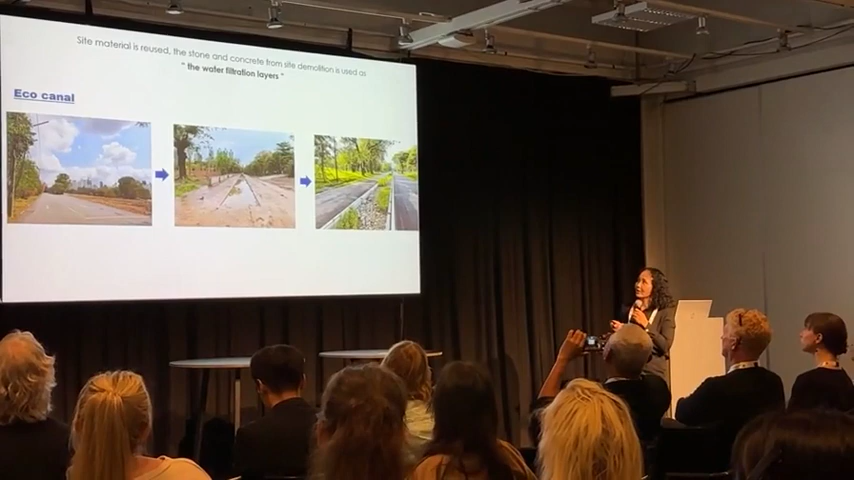 Site material is reused, the stone and concrete from site demolition is used as
" the water filtration layers "
Eco canal